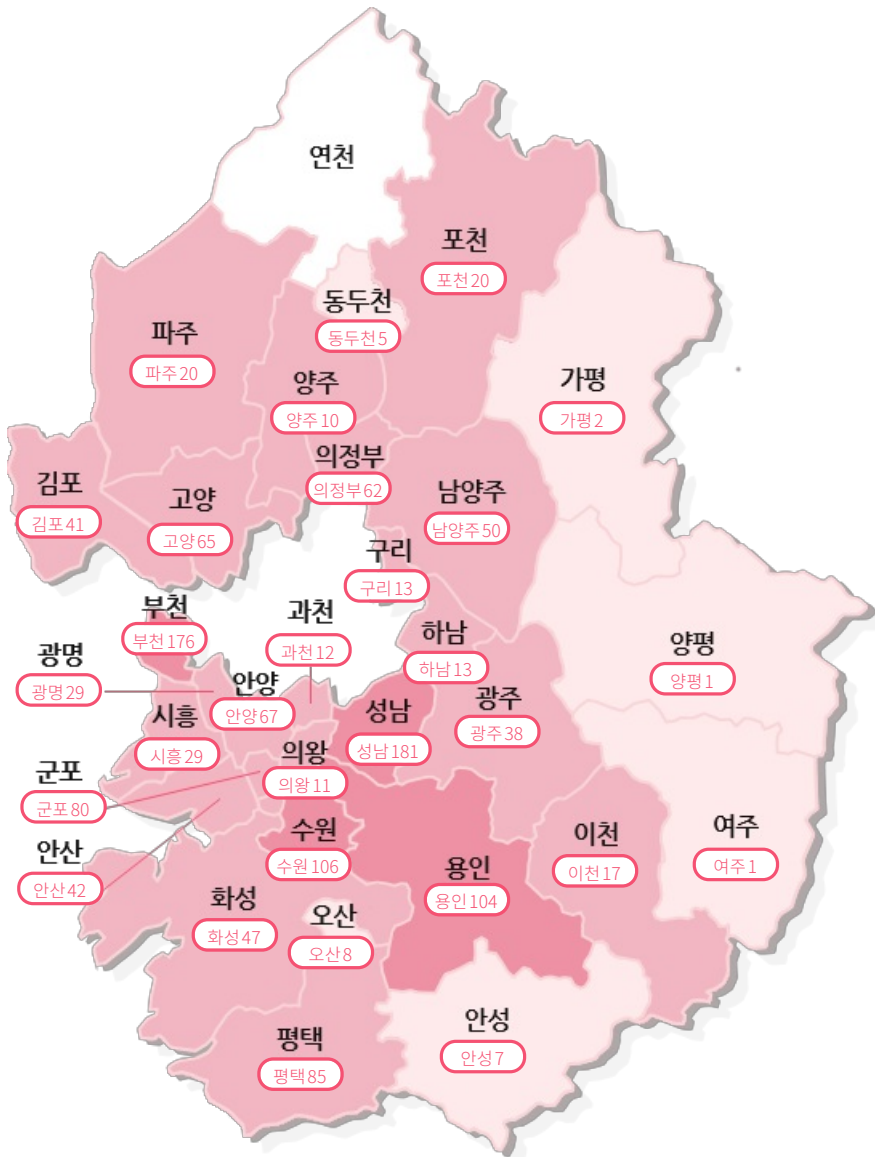 연천
포천
포천20
동두천
동두천5
파주
파주20
양주
양주10
가평
가평2
의정부
의정부62
김포
김포41
고양
고양65
남양주
남양주50
구리
구리13
부천
부천176
과천
과천12
하남
하남13
양평
양평1
광명
광명29
안양
안양67
시흥
시흥29
성남
성남181
광주
광주38
의왕
의왕11
군포
군포80
수원
수원106
이천
이천17
여주
여주1
안산
안산42
용인
용인104
화성
화성47
오산
오산8
안성
안성7
평택
평택85